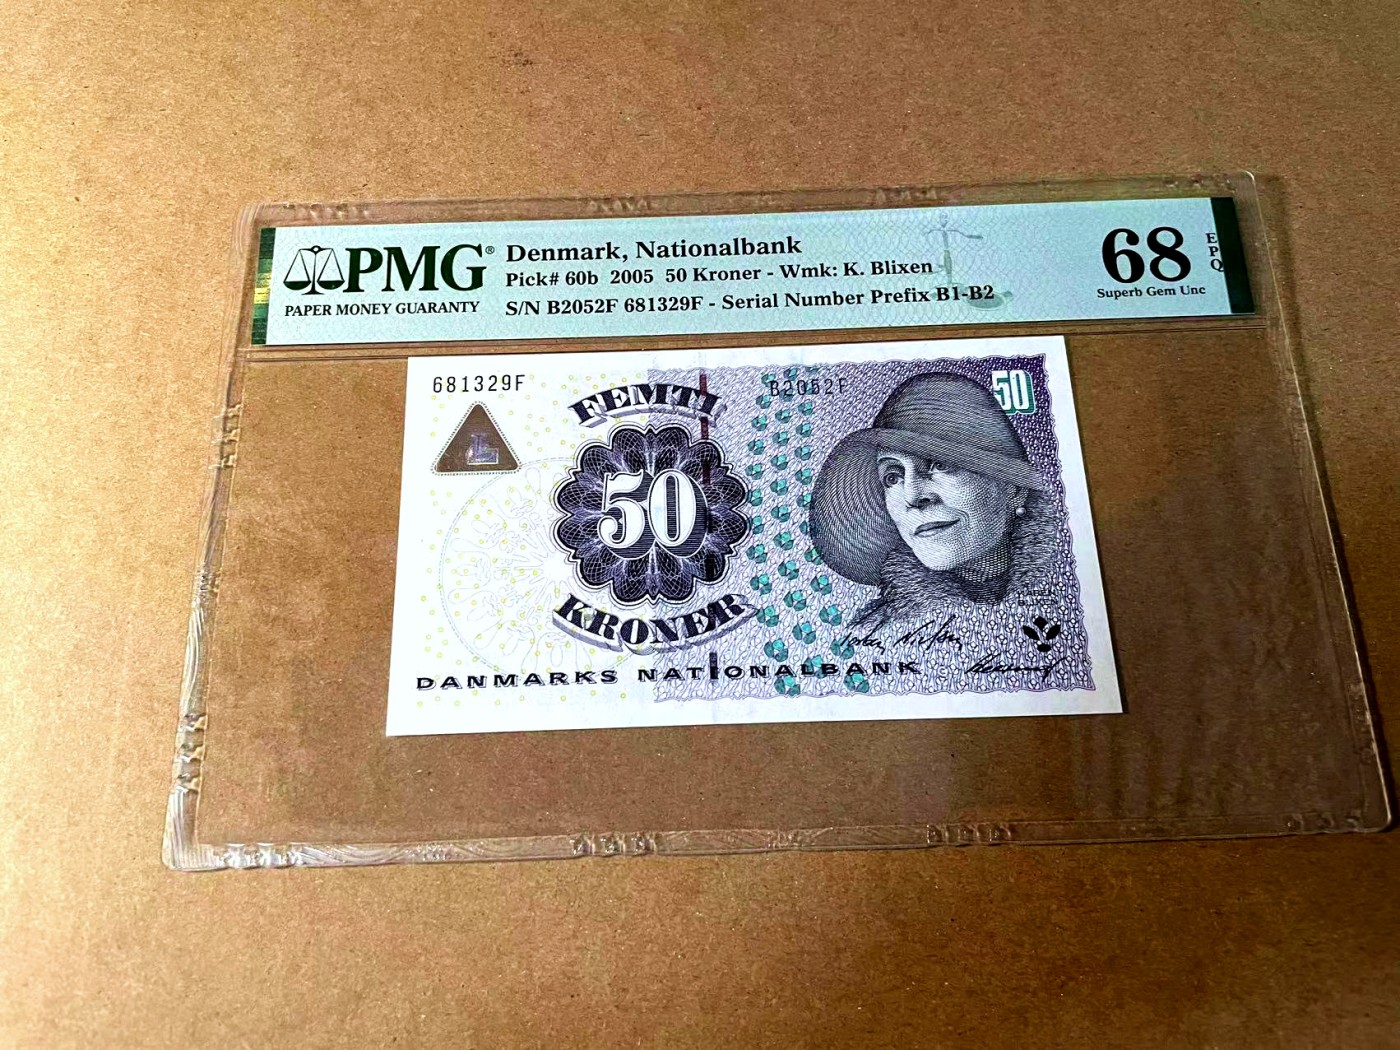 PMG®
PAPER MONEY GUARANTY
Denmark, Nationalbank
Pick# 60b 2005 50 Kroner - Wmk: K. Blixen
S/N B2052F 681329F - Serial Number Prefix B1-B2
68
Superb Gem Unc
EPQ
681329F
B2052F
50
FEMTI
50
KRONER
DANMARKS NATIONALBANK